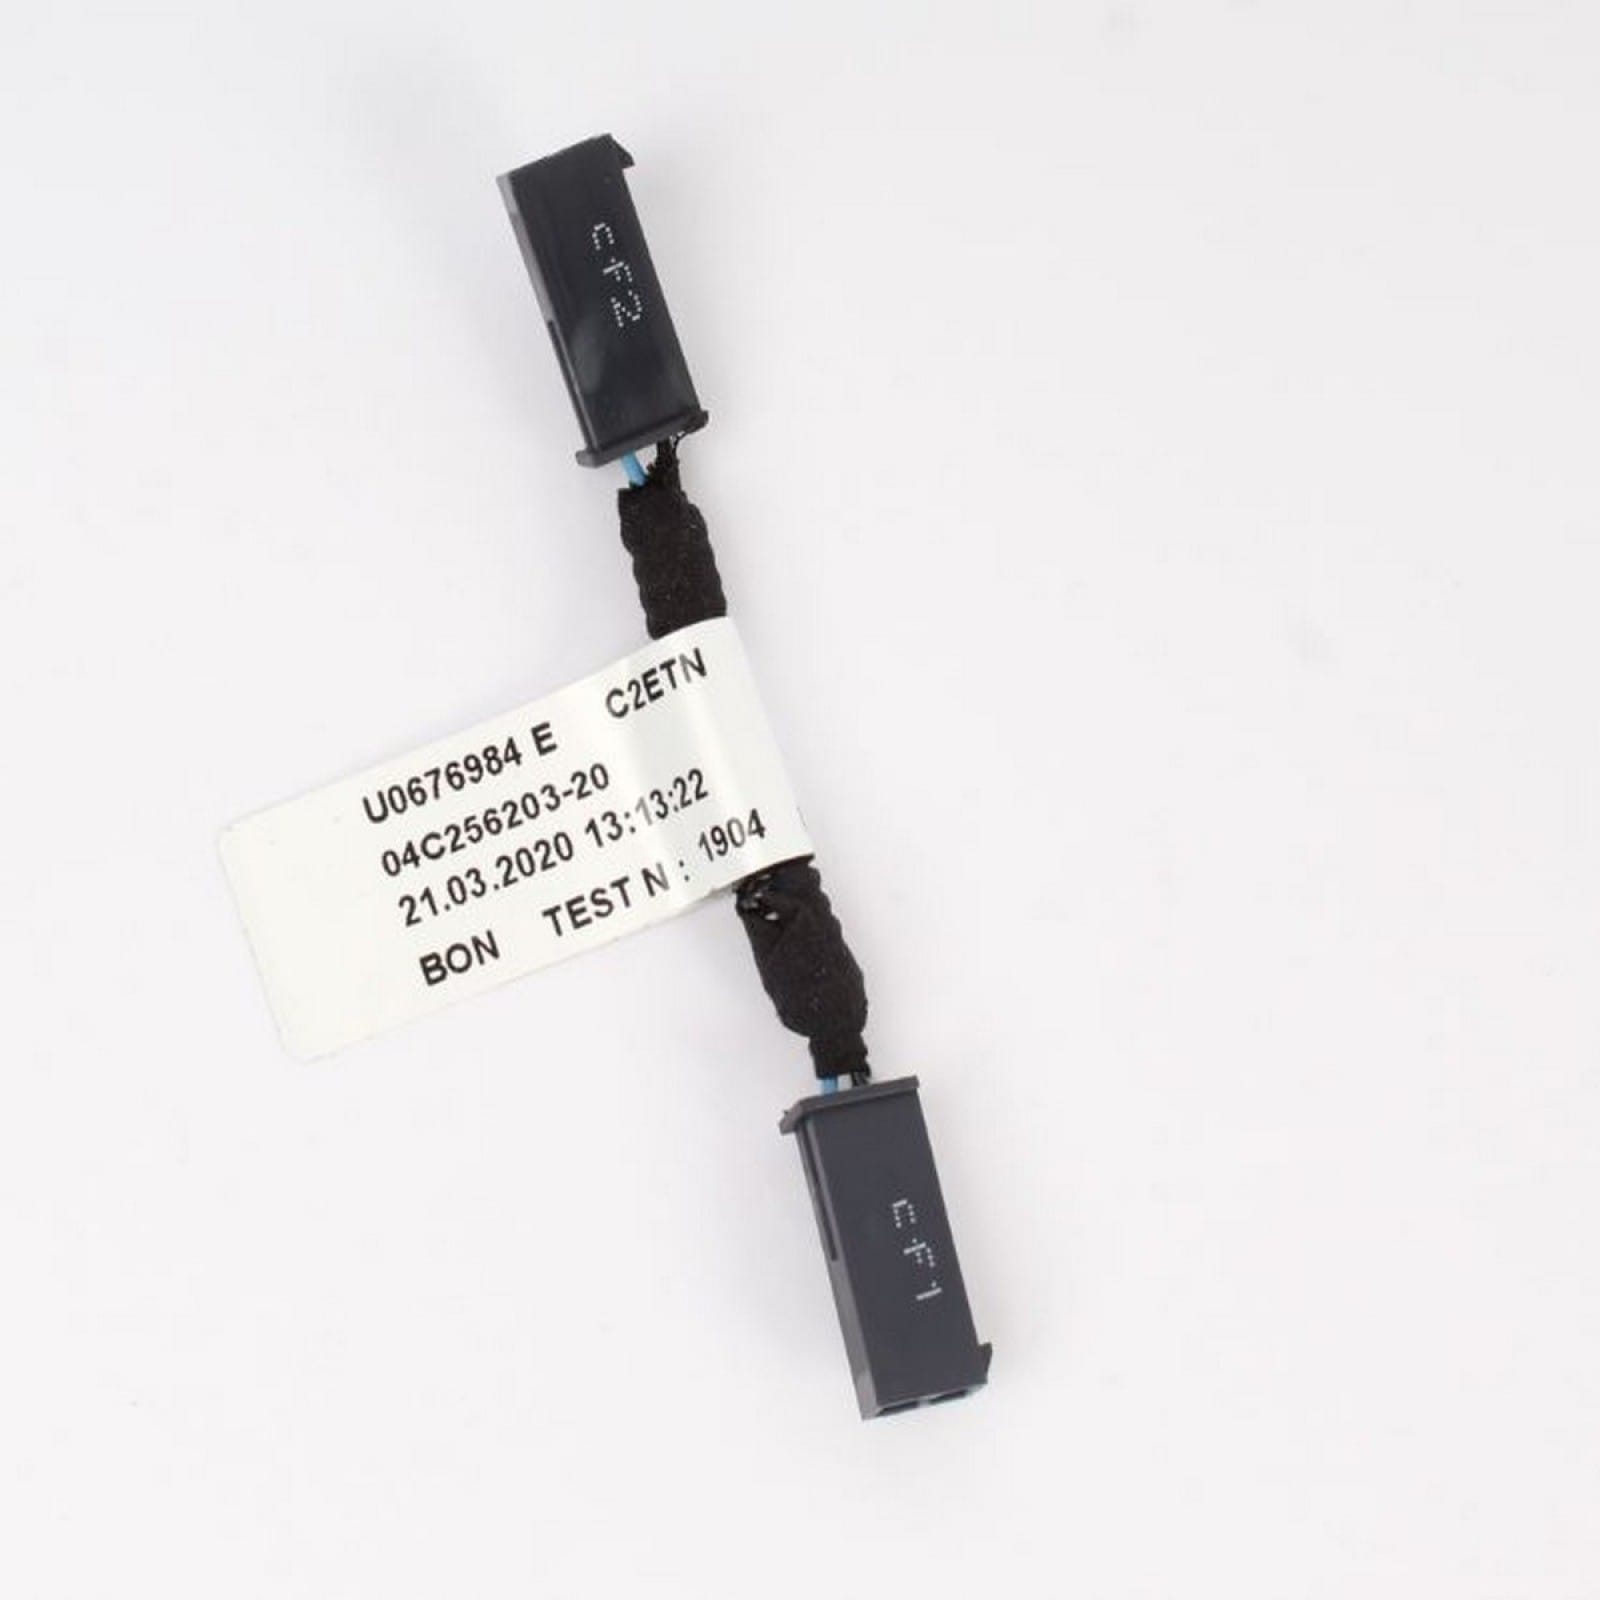 CF2
U0676984 E C2ETN
04C256203-20
21.03.2020 13:13:22
BON TEST N : 1904
CF1